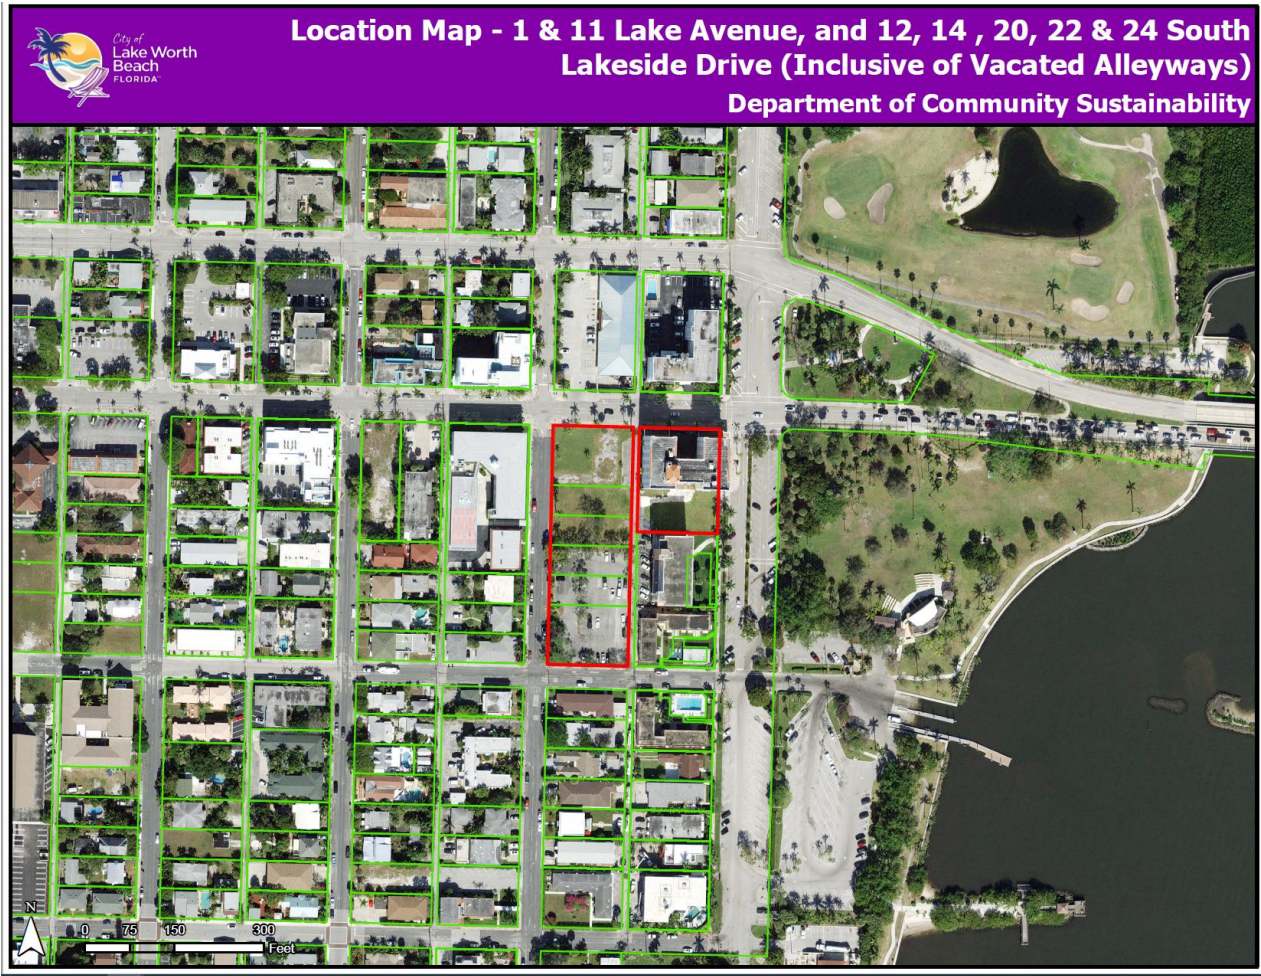 Location Map - 1 & 11 Lake Avenue, and 12, 14 , 20, 22 & 24 South
Lakeside Drive (Inclusive of Vacated Alleyways)
Department of Community Sustainability
City of
Lake Worth
Beach
FLORIDA
N
0 75 150 300
Feet